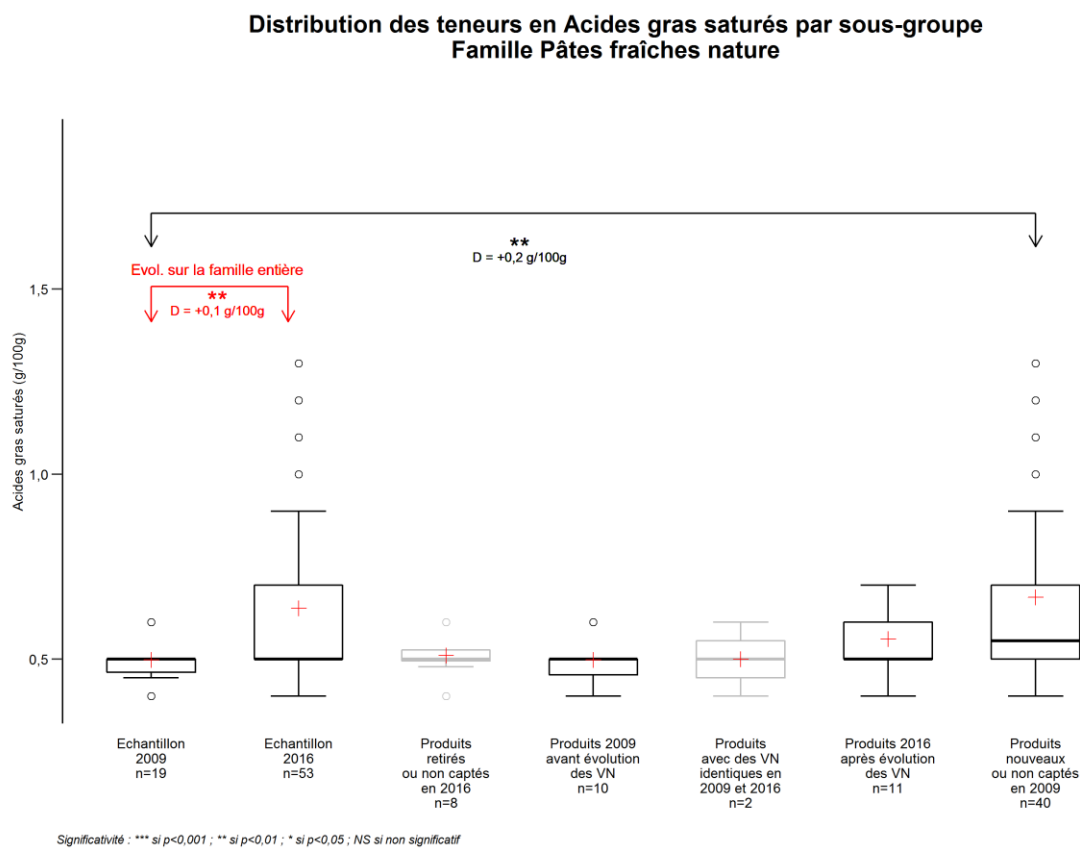 Distribution des teneurs en Acides gras saturés par sous-groupe
Famille Pâtes fraîches nature
**
D = +0,2 g/100g
Evol. sur la famille entière
**
D = +0,1 g/100g
Acides gras saturés (g/100g)
1,5
1,0
0,5
Echantillon
2009
n=19
Echantillon
2016
n=53
Produits
retirés
ou non captés
en 2016
n=8
Produits 2009
avant évolution
des VN
n=10
Produits
avec des VN
identiques en
2009 et 2016
n=2
Produits 2016
après évolution
des VN
n=11
Produits
nouveaux
ou non captés
en 2009
n=40
Significativité : *** si p<0,001 ; ** si p<0,01 ; * si p<0,05 ; NS si non significatif